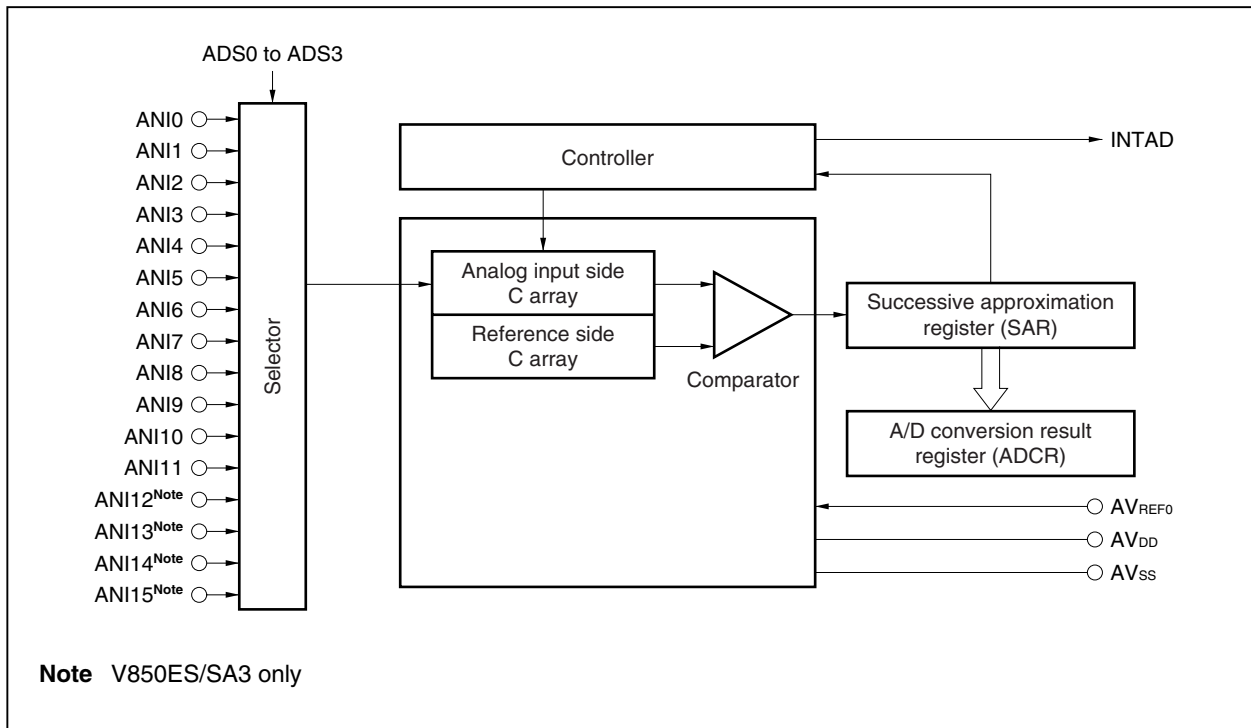 ADS0 to ADS3
ANI0
ANI1
ANI2
ANI3
ANI4
ANI5
ANI6
ANI7
ANI8
ANI9
ANI10
ANI11
ANI12Note
ANI13Note
ANI14Note
ANI15Note
Selector
Controller
INTAD
Analog input side
C array
Reference side
C array
Comparator
Successive approximation
register (SAR)
A/D conversion result
register (ADCR)
AVREF0
AVDD
AVSS
Note V850ES/SA3 only